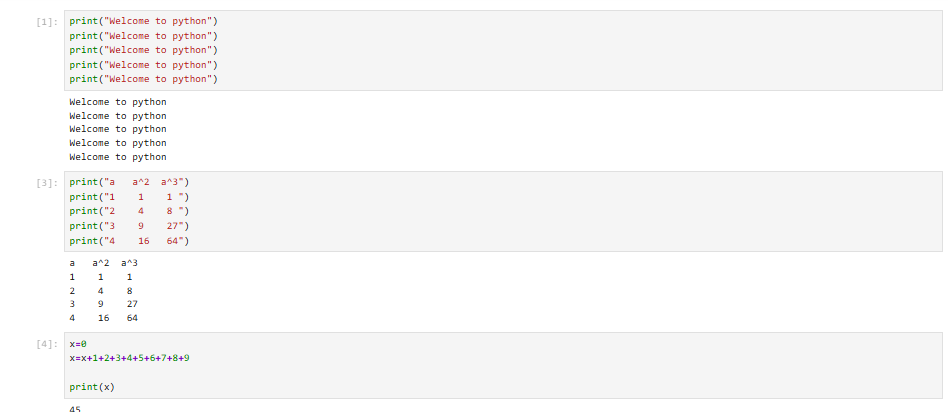 [1]: print("Welcome to python")
print("Welcome to python")
print("Welcome to python")
print("Welcome to python")
print("Welcome to python")
Welcome to python
Welcome to python
Welcome to python
Welcome to python
Welcome to python
[3]: print("a   a^2  a^3")
print("1    1    1 ")
print("2    4    8 ")
print("3    9    27")
print("4    16   64")
a   a^2  a^3
1    1    1
2    4    8
3    9    27
4    16   64
[4]: x=0
x=x+1+2+3+4+5+6+7+8+9
print(x)
45